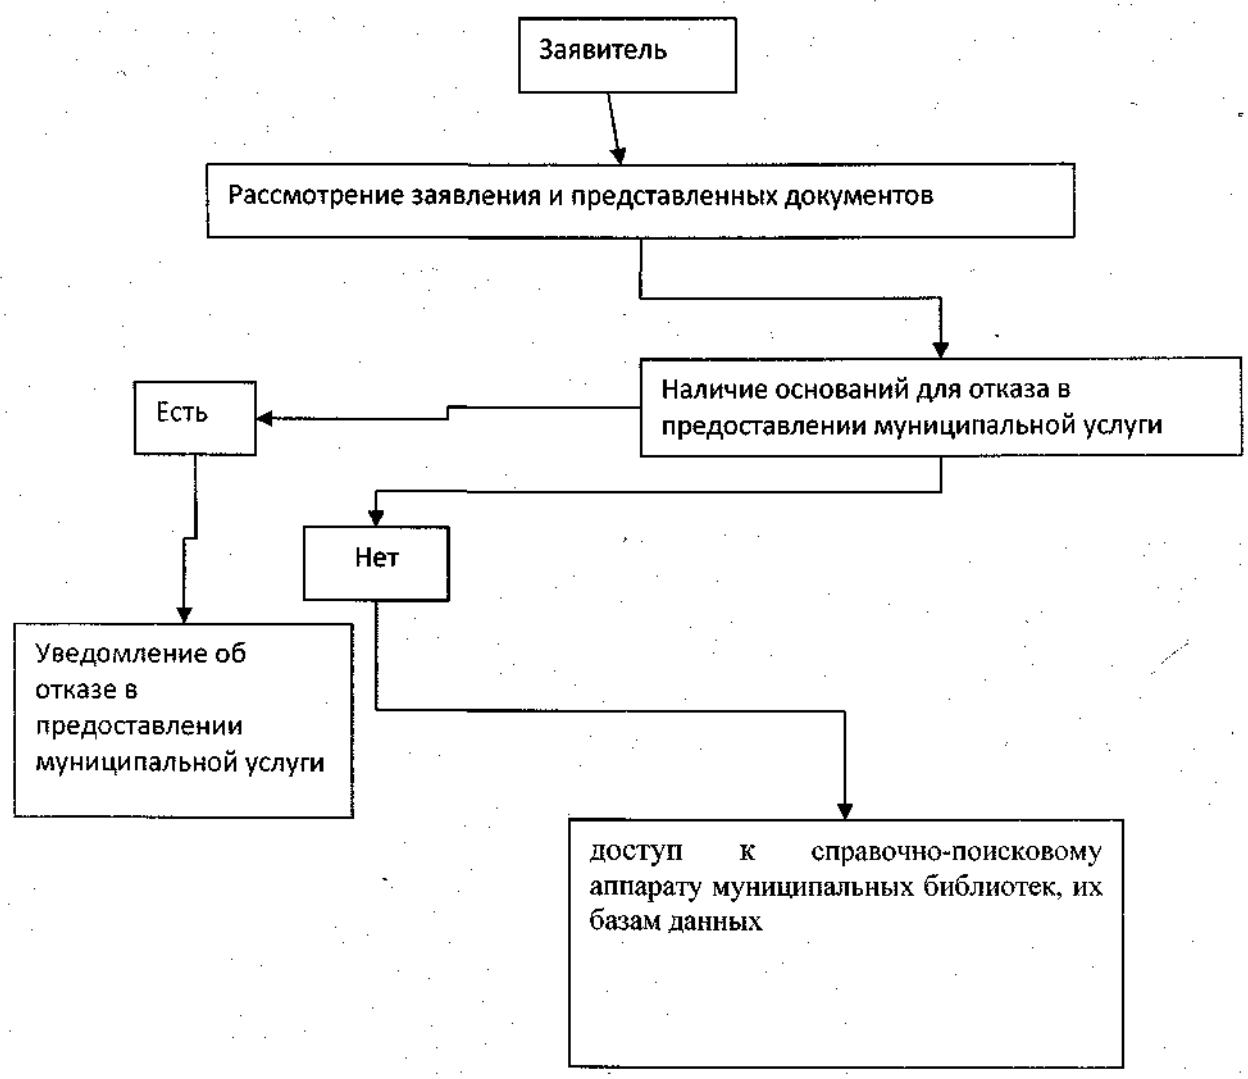 Заявитель
Рассмотрение заявления и представленных документов
Наличие оснований для отказа в
предоставлении муниципальной услуги
Есть
Нет
Уведомление об
отказе в
предоставлении
муниципальной услуги
доступ к справочно-поисковому
аппарату муниципальных библиотек, их
базам данных